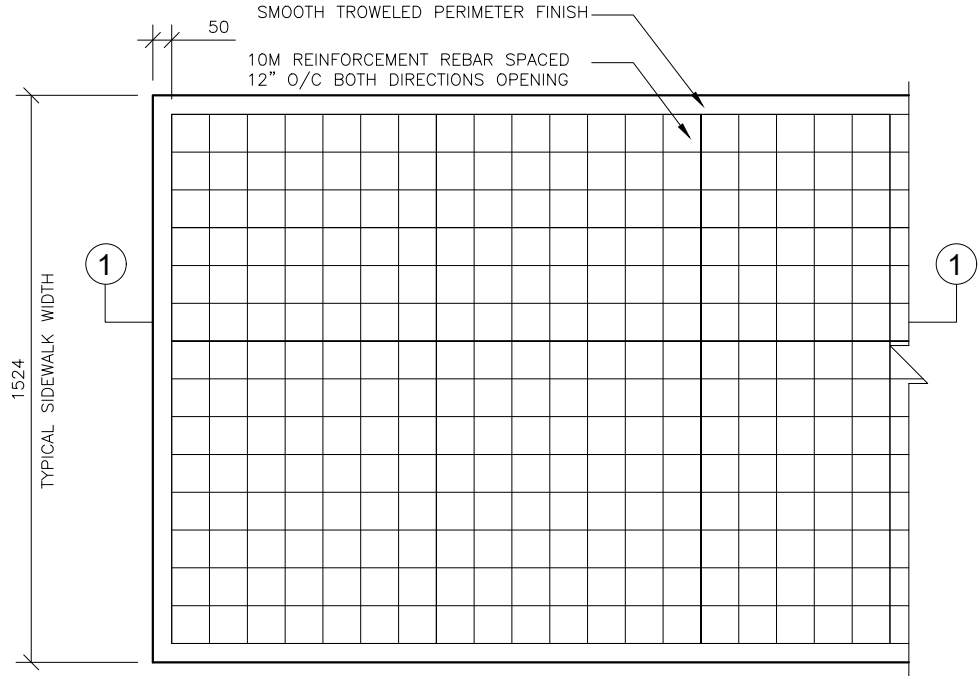 SMOOTH TROWELED PERIMETER FINISH
50
10M REINFORCEMENT REBAR SPACED
12” O/C BOTH DIRECTIONS OPENING
1
1
1524
TYPICAL SIDEWALK WIDTH